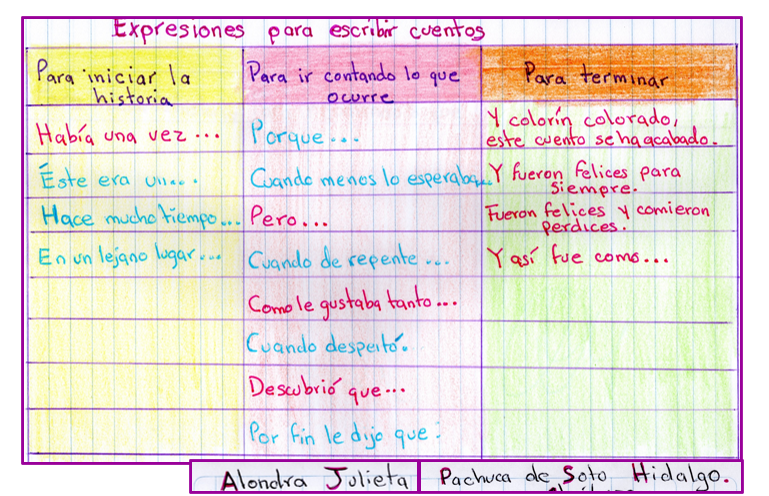 Expresiones para escribir cuentos
Para iniciar la
historia
Para ir contando lo que
ocurre
Para terminar
Había una vez...
Porque...
Y colorín colorado,
este cuento se ha acabado.
Éste era un...
Cuando menos lo esperaba...
Y fueron felices para
siempre.
Hace mucho tiempo...
Pero...
Fueron felices y comieron
perdices.
En un lejano lugar...
Cuando de repente...
Y así fue como...
Como le gustaba tanto...
Cuando despeitó.
Descubrió que...
Por fin le dijo que:
Alondra Julieta
Pachuca de Soto Hidalgo.